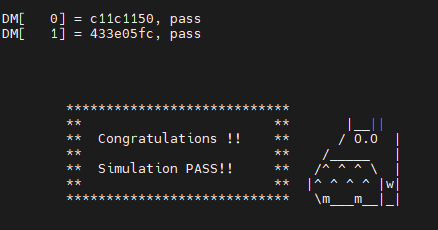 DM[   0] = c11c1150, pass
DM[   1] = 433e05fc, pass
****************************
**                        **       |__||
**  Congratulations !!    **      / O.O  |
**                        **    /_____   |
**  Simulation PASS!!     **   /^ ^ ^ \  |
**                        **  |^ ^ ^ ^ |w|
****************************   \m___m__|_|